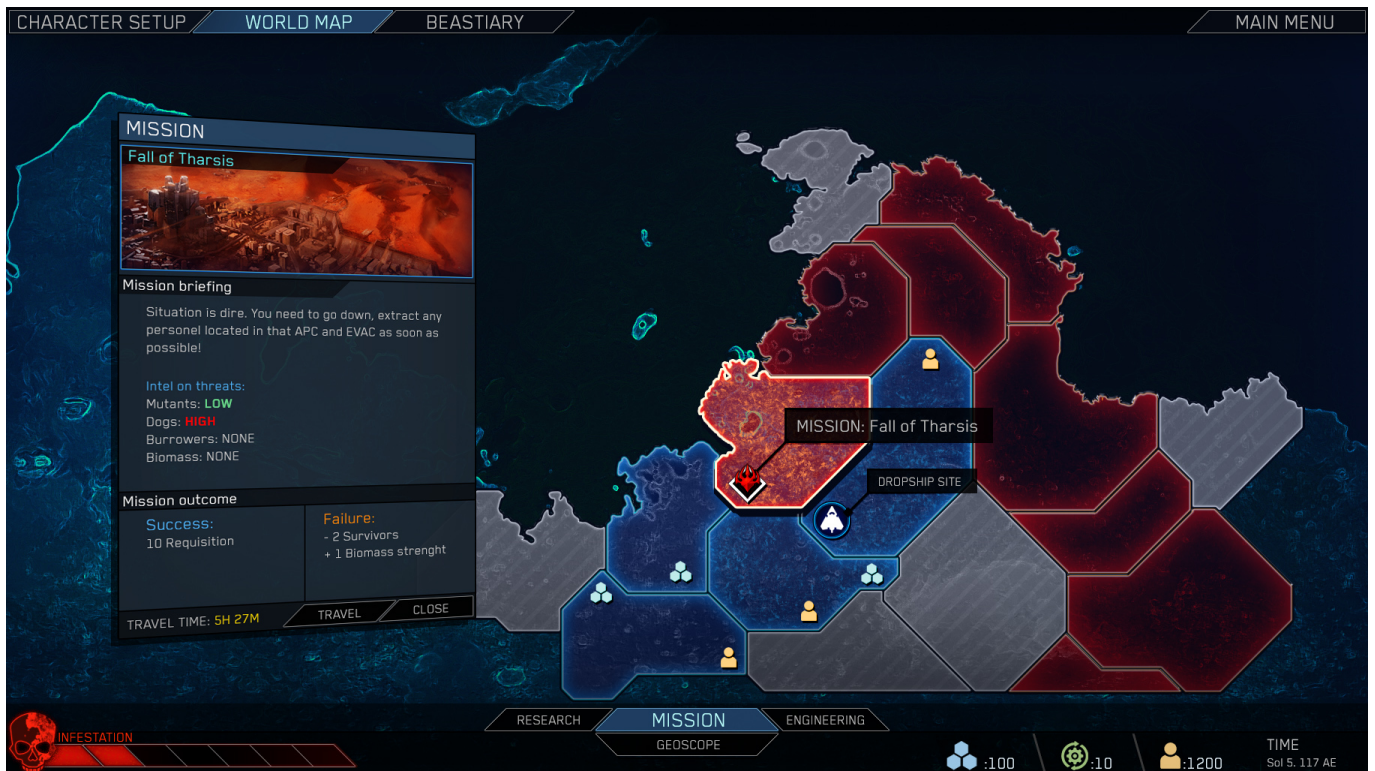 CHARACTER SETUP
WORLD MAP
BEASTIARY
MAIN MENU
MISSION
Fall of Tharsis
Mission briefing
Situation is dire. You need to go down, extract any
personel located in that APC and EVAC as soon as
possible!
Intel on threats:
Mutants: LOW
Dogs: HIGH
Burrowers: NONE
Biomass: NONE
Mission outcome
Success:
10 Requisition
Failure:
- 2 Survivors
+ 1 Biomass strenght
TRAVEL TIME: 5H 27M
TRAVEL
CLOSE
MISSION: Fall of Tharsis
DROPSHIP SITE
RESEARCH
MISSION
ENGINEERING
GEOSCOPE
INFESTATION
:100
:10
:1200
TIME
Sol 5. 117 AE